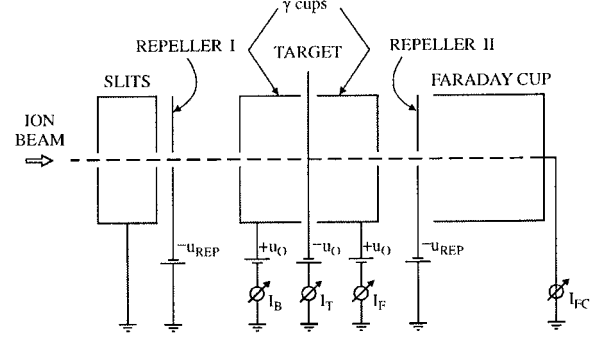 γ cups
REPELLER I
TARGET
REPELLER II
SLITS
FARADAY CUP
ION
BEAM
−u_REP
+u_O
−u_O
+u_O
−u_REP
I_B
I_T
I_F
I_FC